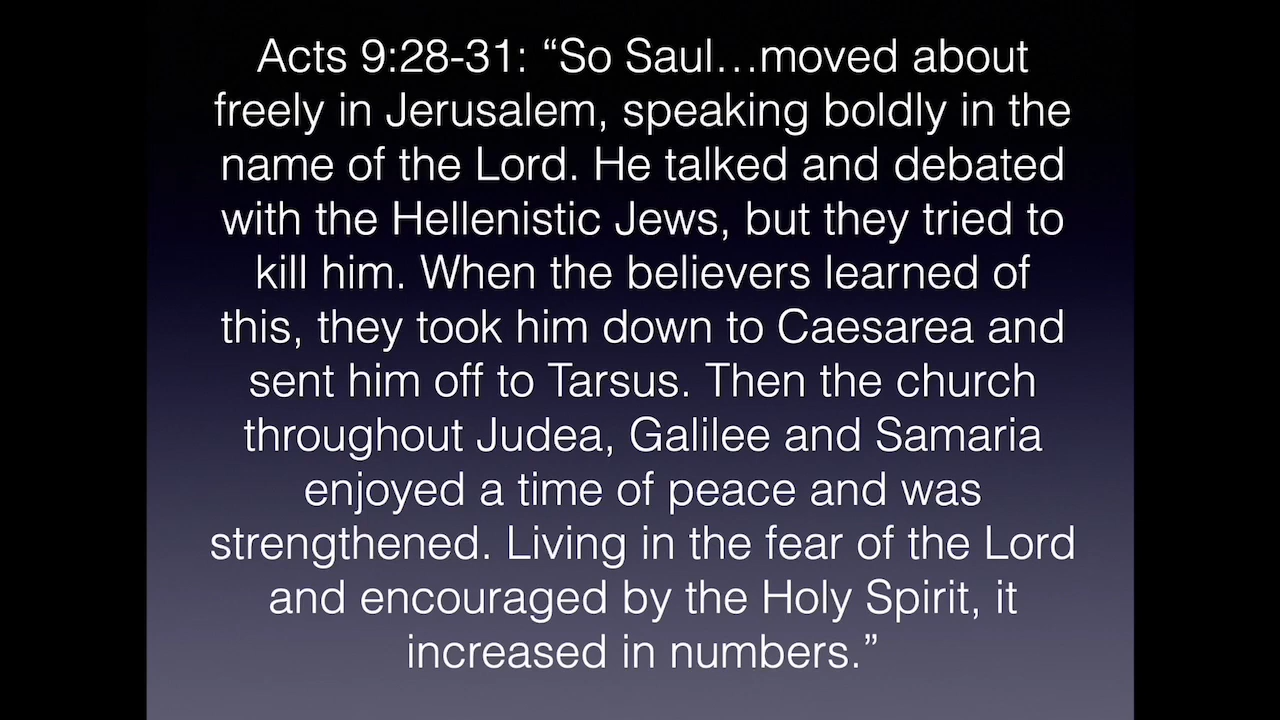 Acts 9:28-31: “So Saul…moved about
freely in Jerusalem, speaking boldly in the
name of the Lord. He talked and debated
with the Hellenistic Jews, but they tried to
kill him. When the believers learned of
this, they took him down to Caesarea and
sent him off to Tarsus. Then the church
throughout Judea, Galilee and Samaria
enjoyed a time of peace and was
strengthened. Living in the fear of the Lord
and encouraged by the Holy Spirit, it
increased in numbers.”